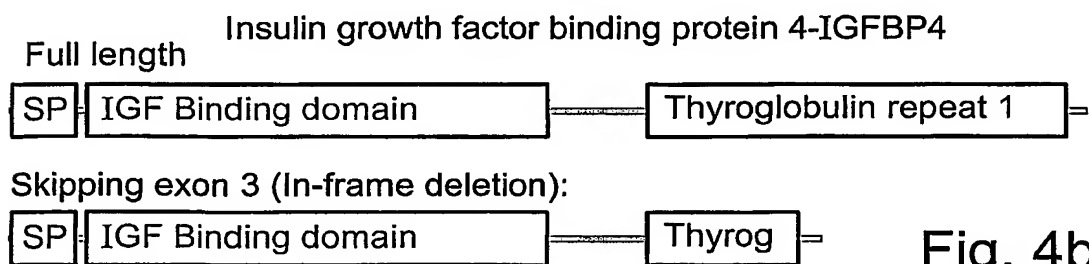 Insulin growth factor binding protein 4-IGFBP4
Full length
SP IGF Binding domain Thyroglobulin repeat 1
Skipping exon 3 (In-frame deletion):
SP IGF Binding domain Thyrog
Fig. 4b